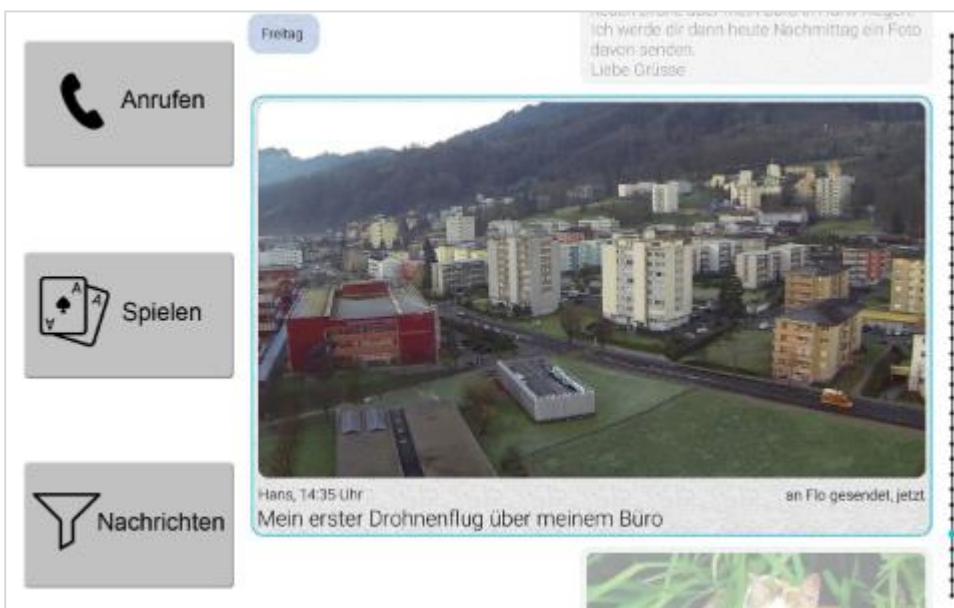 Freitag
ich werde dir dann heute Nachmittag ein Foto
davon senden.
Liebe Grüsse
Anrufen
Spielen
Nachrichten
Hans, 14:35 Uhr
an Flo gesendet, jetzt
Mein erster Drohnenflug über meinem Büro